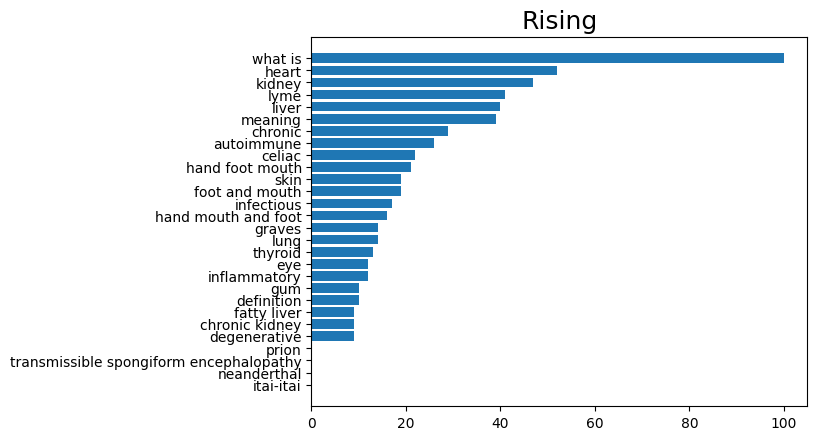 Rising
what is
heart
kidney
lyme
liver
meaning
chronic
autoimmune
celiac
hand foot mouth
skin
foot and mouth
infectious
hand mouth and foot
graves
lung
thyroid
eye
inflammatory
gum
definition
fatty liver
chronic kidney
degenerative
prion
transmissible spongiform encephalopathy
neanderthal
itai-itai
0 20 40 60 80 100